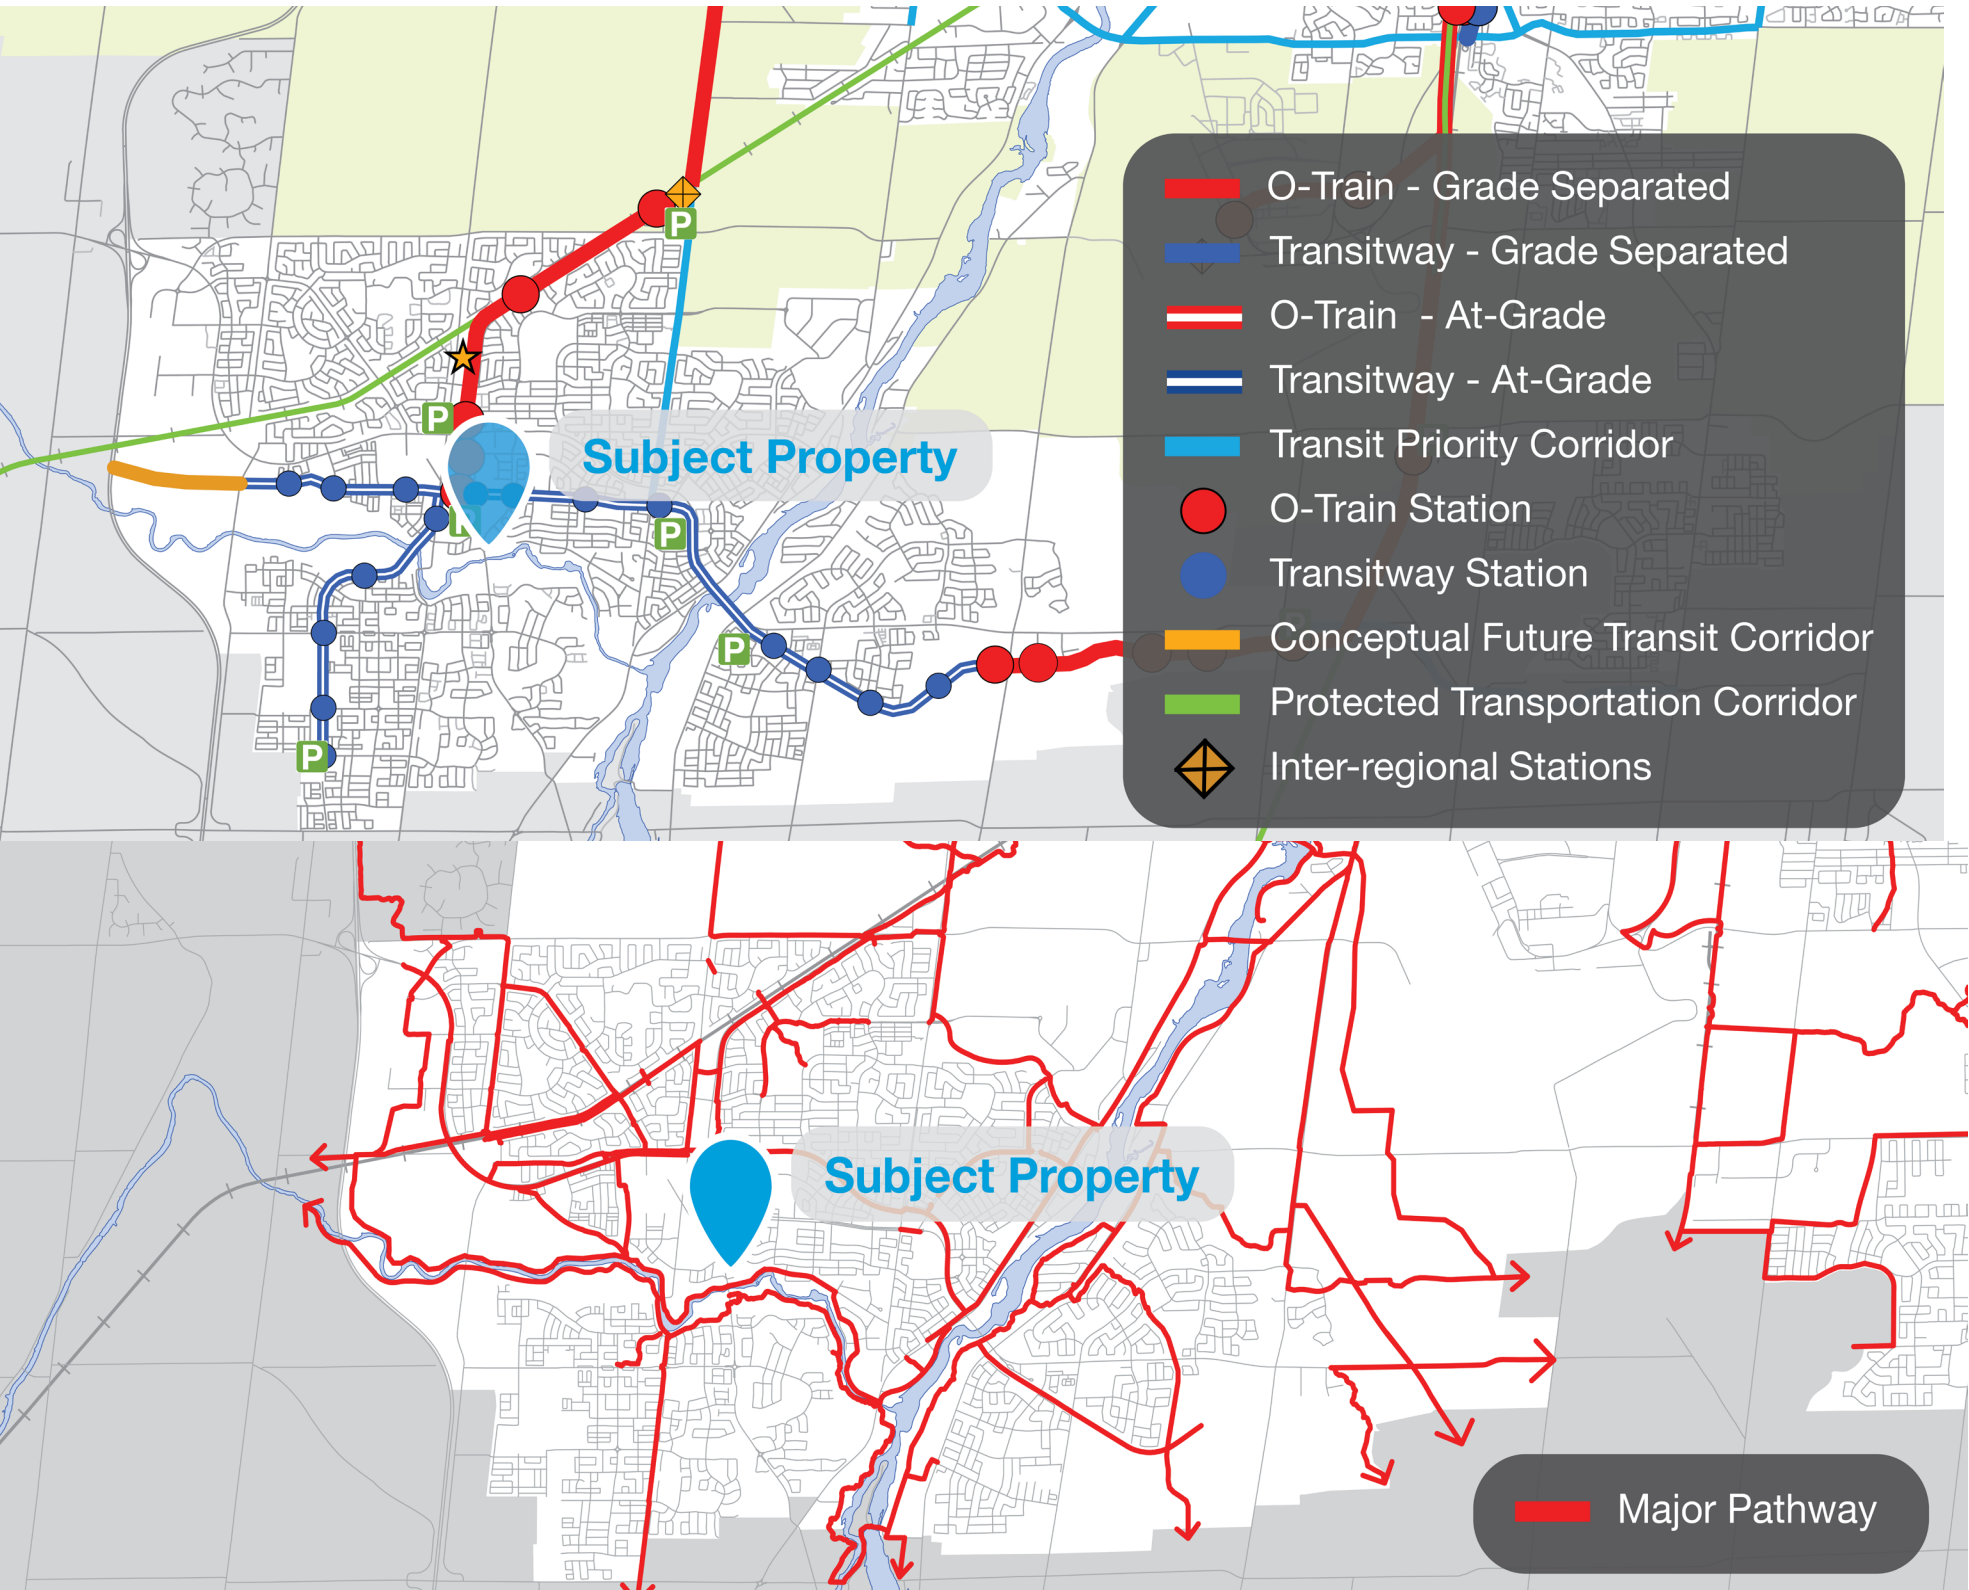 O-Train - Grade Separated
Transitway - Grade Separated
O-Train - At-Grade
Transitway - At-Grade
Transit Priority Corridor
O-Train Station
Transitway Station
Conceptual Future Transit Corridor
Protected Transportation Corridor
Inter-regional Stations
P
P
Subject Property
P
P
P
Subject Property
Major Pathway